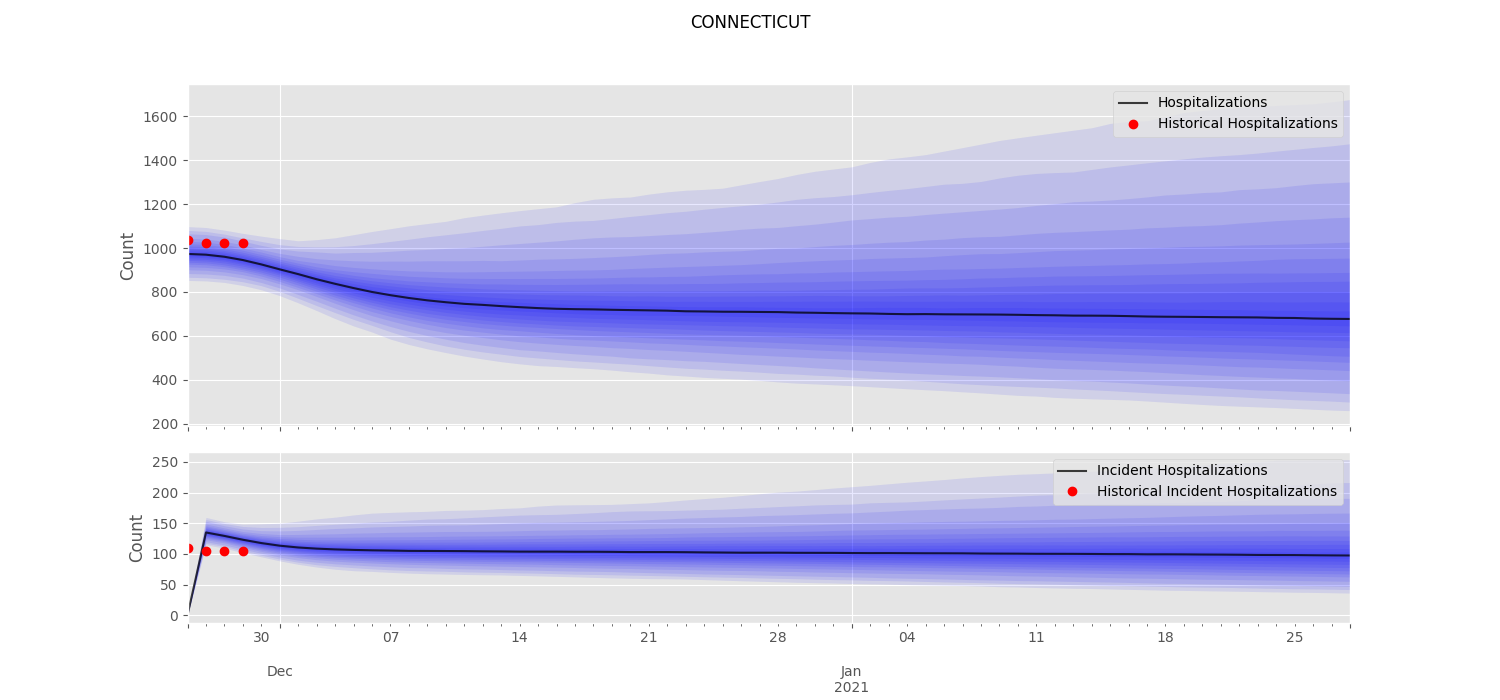 CONNECTICUT
Hospitalizations
Historical Hospitalizations
Count
1600
1400
1200
1000
800
600
400
200
Incident Hospitalizations
Historical Incident Hospitalizations
Count
250
200
150
100
50
0
30 07 14 21 28 04 11 18 25
Dec Jan
2021